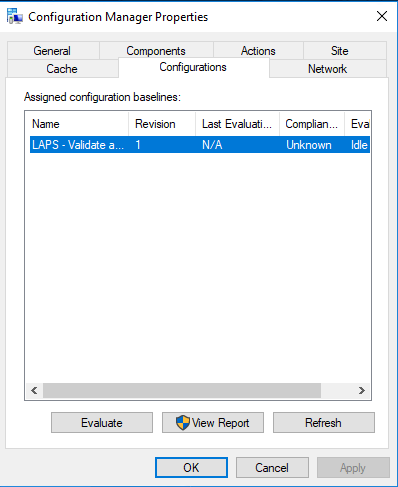 Configuration Manager Properties
General Components Actions Site
Cache Configurations Network
Assigned configuration baselines:
Name Revision Last Evaluati... Complian... Eva
LAPS - Validate a... 1 N/A Unknown Idle
Evaluate View Report Refresh
OK Cancel Apply